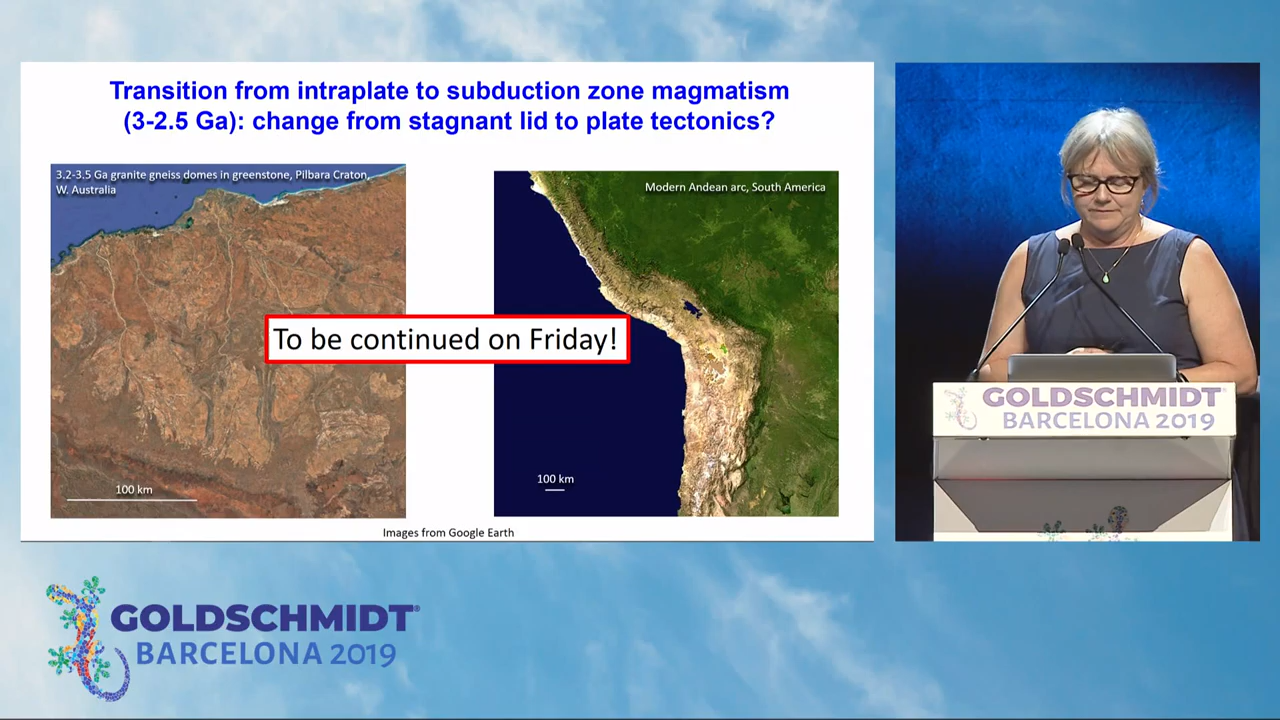 Transition from intraplate to subduction zone magmatism
(3-2.5 Ga): change from stagnant lid to plate tectonics?
3.2-3.5 Ga granite gneiss domes in greenstone, Pilbara Craton,
W. Australia
Modern Andean arc, South America
To be continued on Friday!
100 km
100 km
Images from Google Earth
GOLDSCHMIDT®
BARCELONA 2019
GOLDSCHMIDT®
BARCELONA 2019